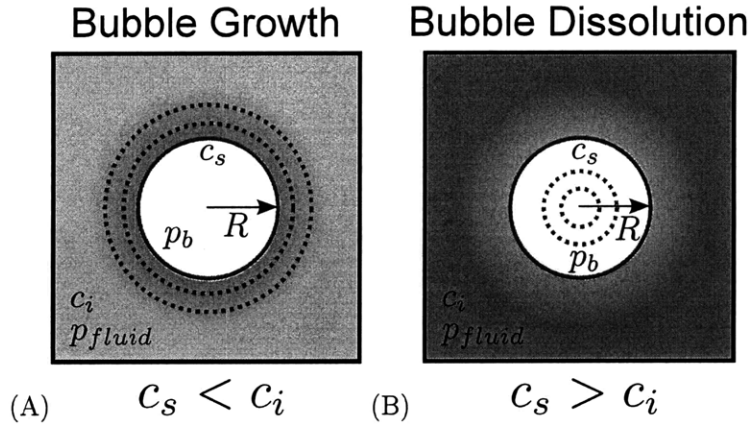 Bubble Growth
c_s
R
p_b
c_i
p_fluid
(A) c_s < c_i
Bubble Dissolution
c_s
R
p_b
c_i
p_fluid
(B) c_s > c_i